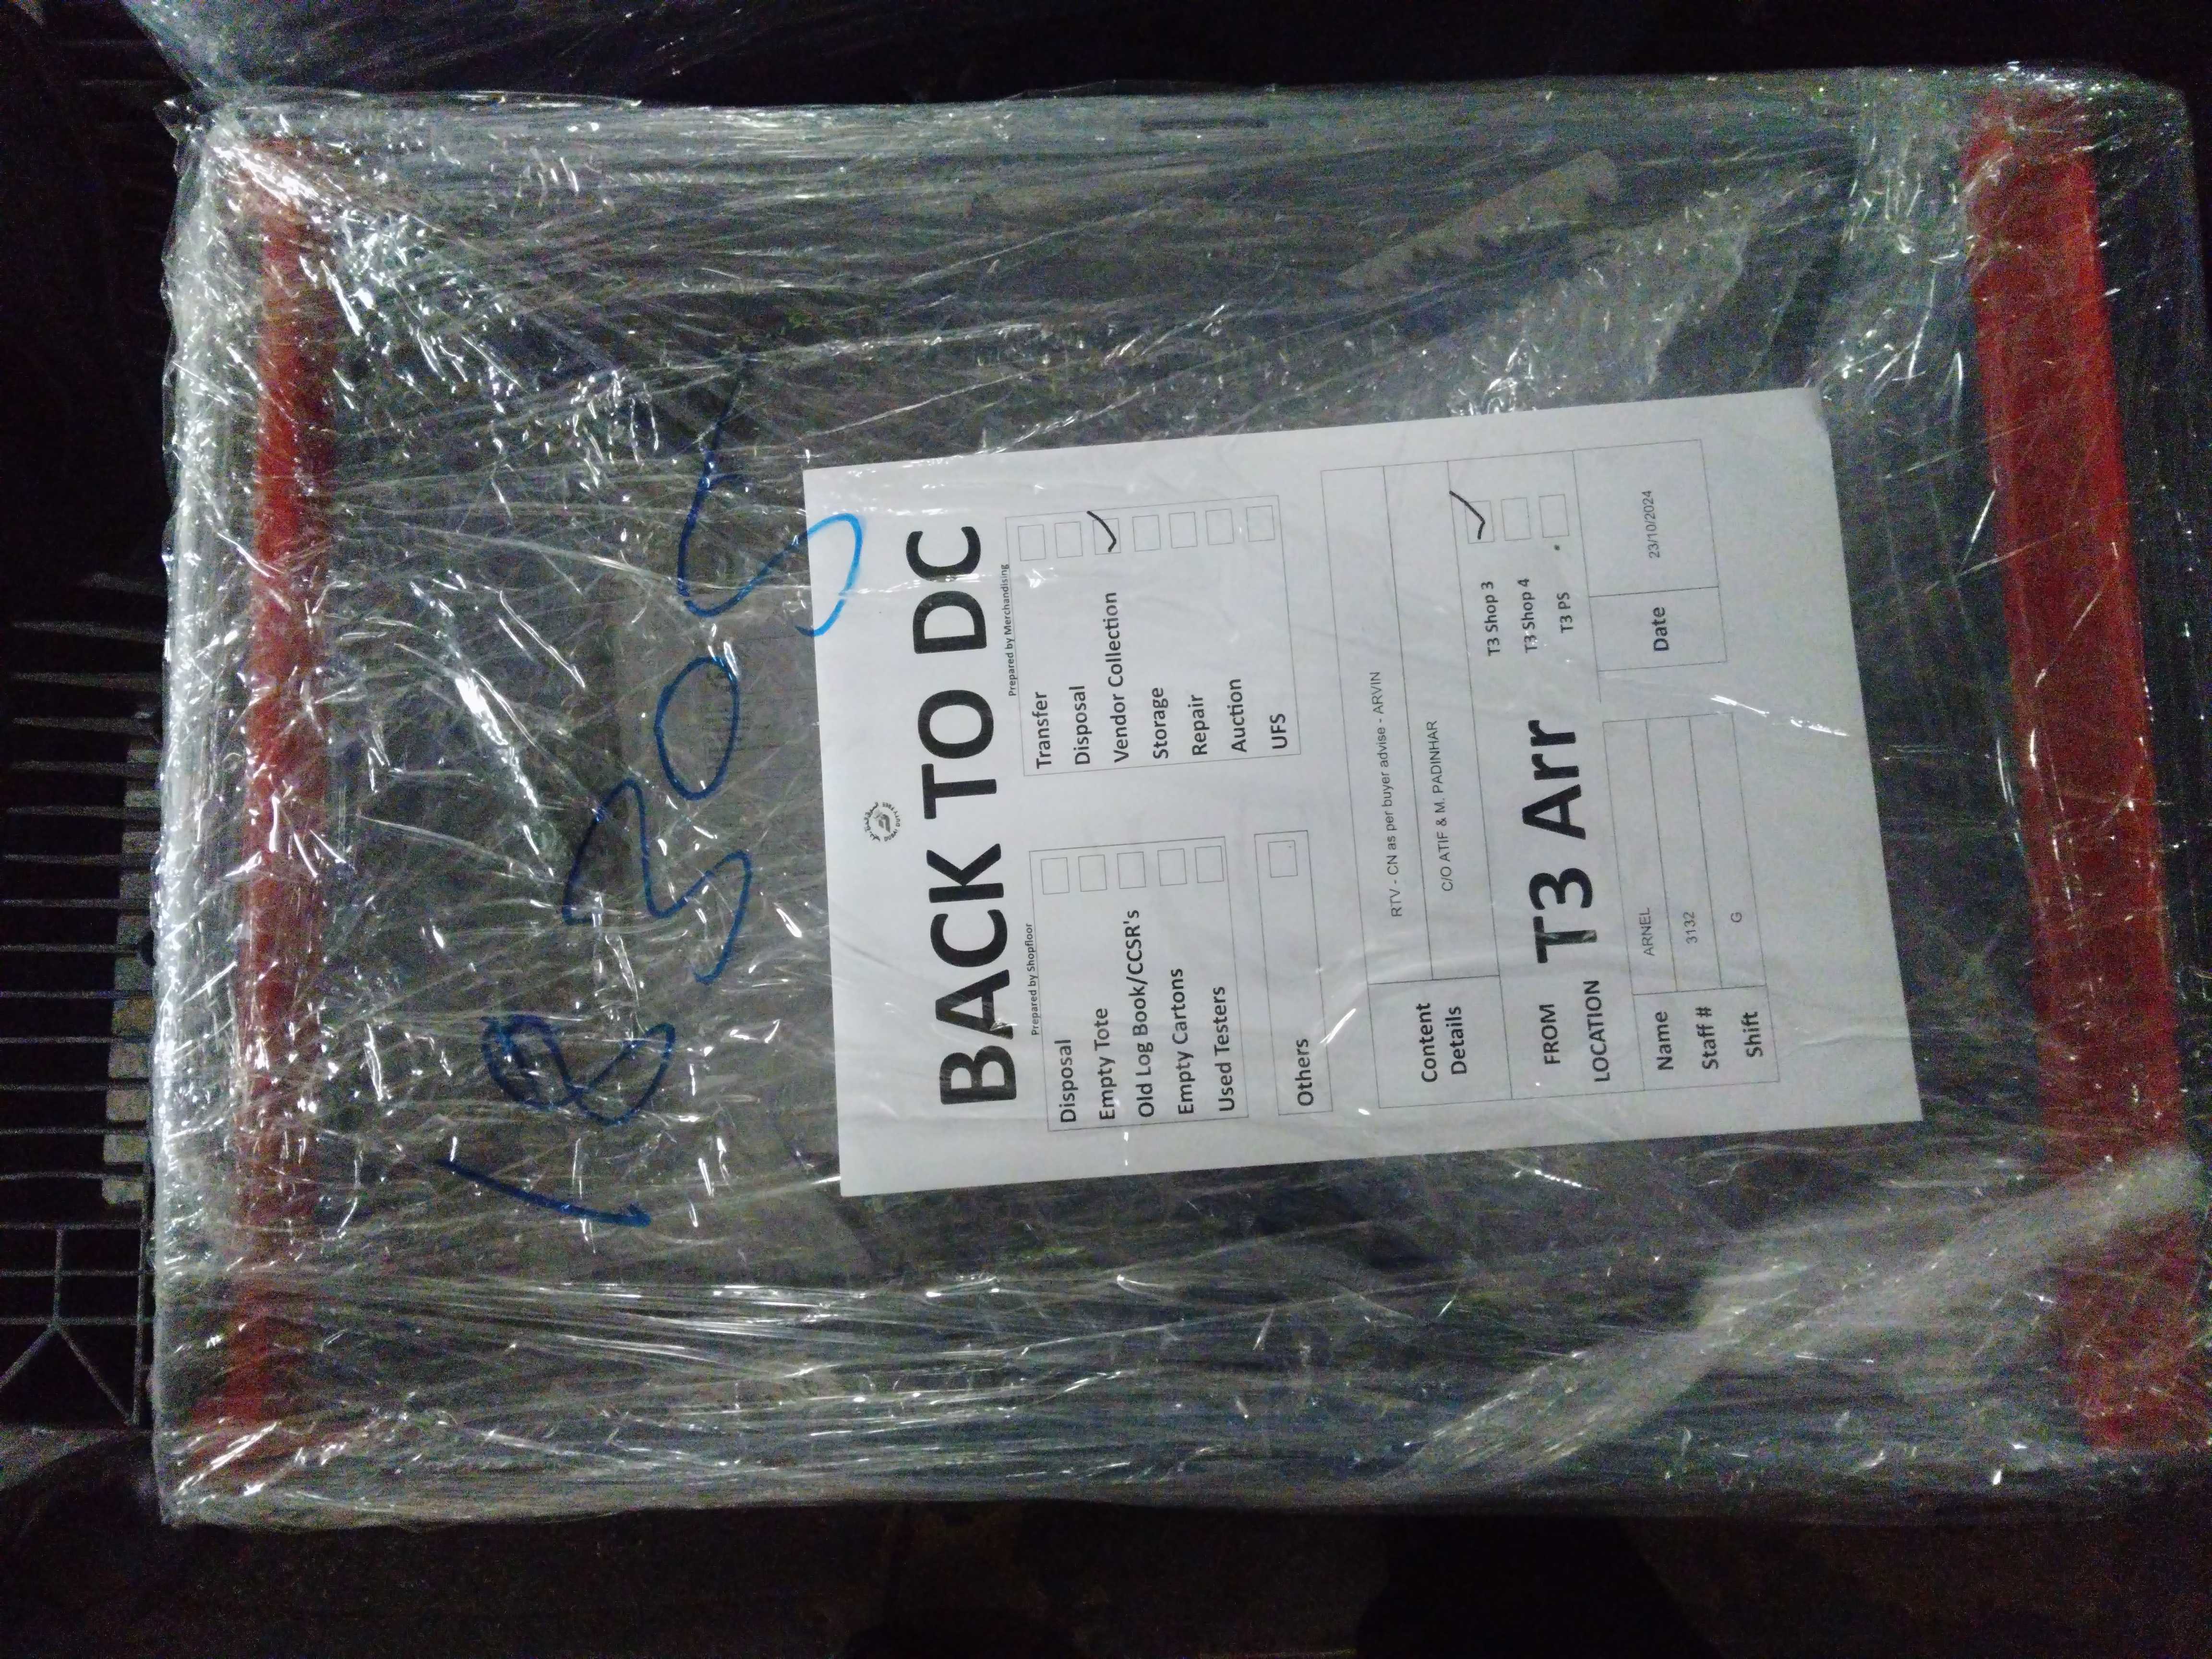 BACK TO DC
Prepared by Shopfloor
Prepared by Merchandising
Disposal
Empty Tote
Old Log Book/CCSR's
Empty Cartons
Used Testers
Others
Transfer
Disposal
Vendor Collection
Storage
Repair
Auction
UFS
Content Details
RTV - CN as per buyer advise - ARVIN
C/O ATIF & M. PADINHAR
FROM LOCATION
T3 Arr
T3 Shop 3
T3 Shop 4
T3 PS
Name ARNEL
Staff # 3132
Shift G
Date 23/10/2024